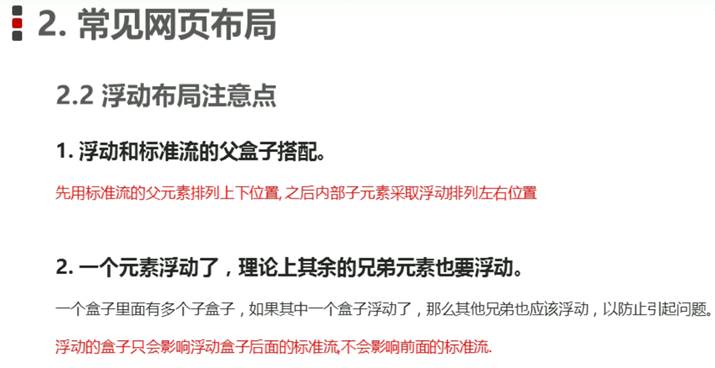 2. 常见网页布局
2.2 浮动布局注意点
1. 浮动和标准流的父盒子搭配。
先用标准流的父元素排列上下位置, 之后内部子元素采取浮动排列左右位置
2. 一个元素浮动了，理论上其余的兄弟元素也要浮动。
一个盒子里面有多个子盒子，如果其中一个盒子浮动了，那么其他兄弟也应该浮动，以防止引起问题。
浮动的盒子只会影响浮动盒子后面的标准流,不会影响前面的标准流.